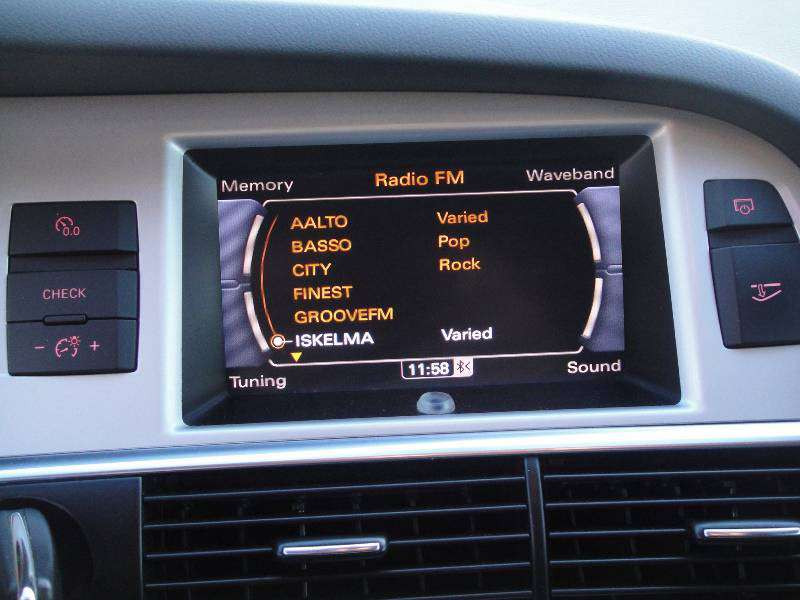 Memory Radio FM Waveband
AALTO Varied
BASSO Pop
CITY Rock
FINEST
GROOVEFM
ISKELMA Varied
11:58
Tuning Sound
0.0
CHECK
- +